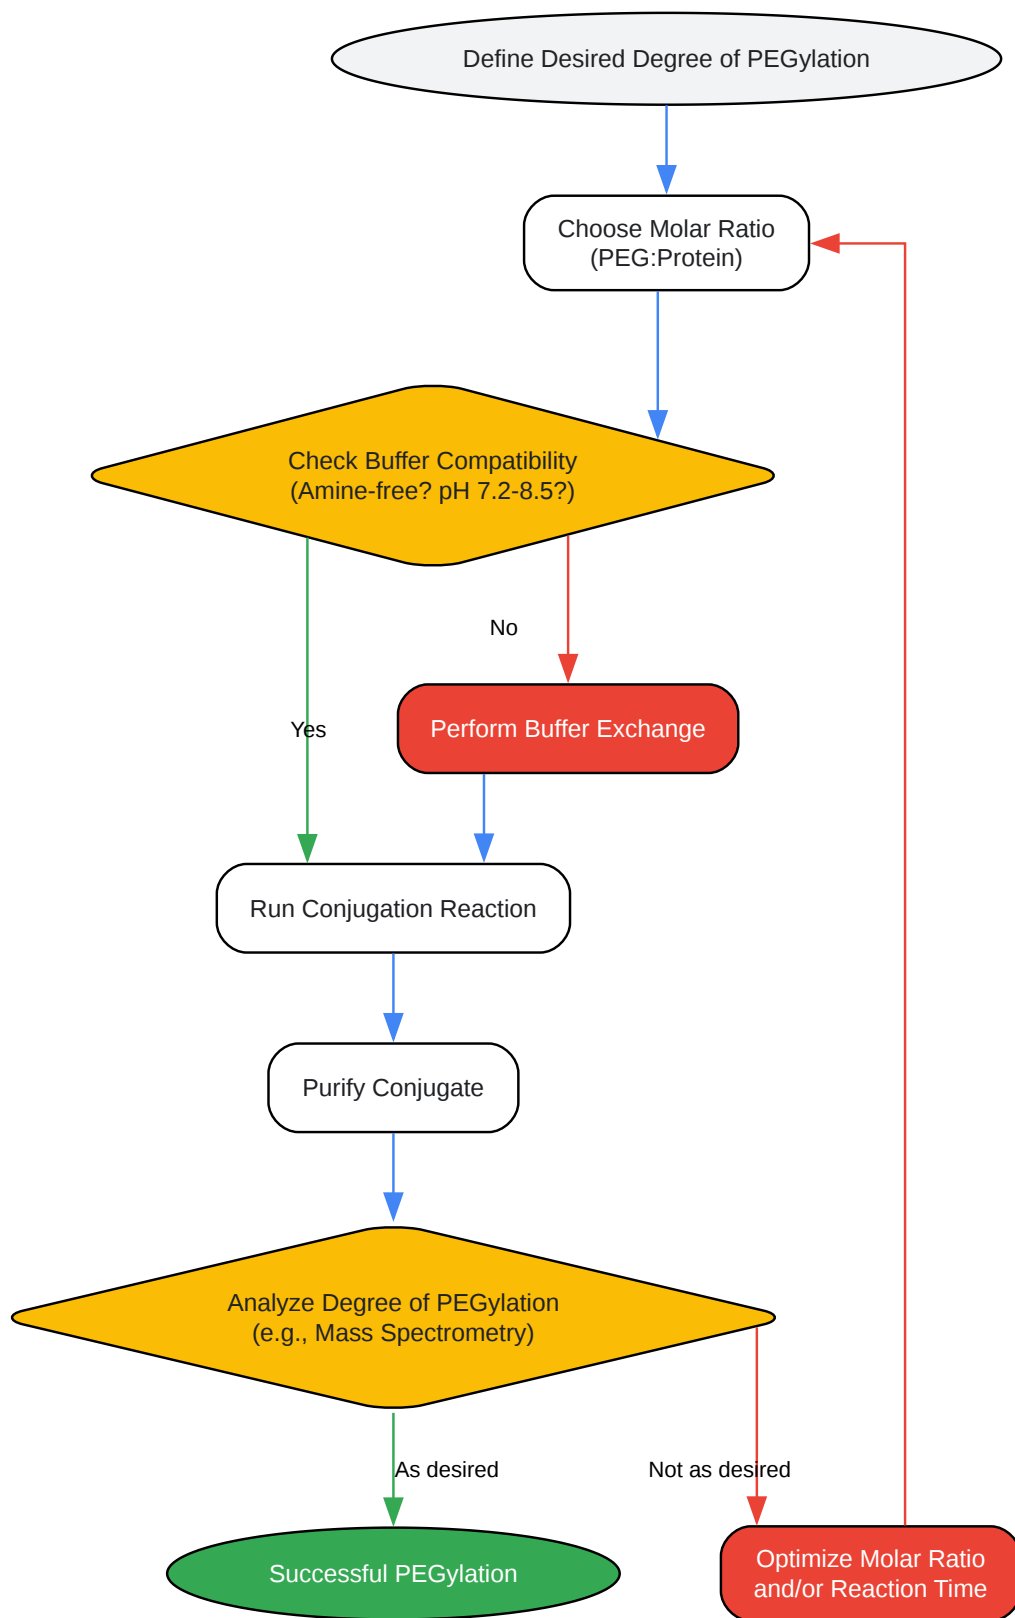 Define Desired Degree of PEGylation
Choose Molar Ratio
(PEG:Protein)
Check Buffer Compatibility
(Amine-free? pH 7.2-8.5?)
No
Yes
Perform Buffer Exchange
Run Conjugation Reaction
Purify Conjugate
Analyze Degree of PEGylation
(e.g., Mass Spectrometry)
As desired
Not as desired
Successful PEGylation
Optimize Molar Ratio
and/or Reaction Time